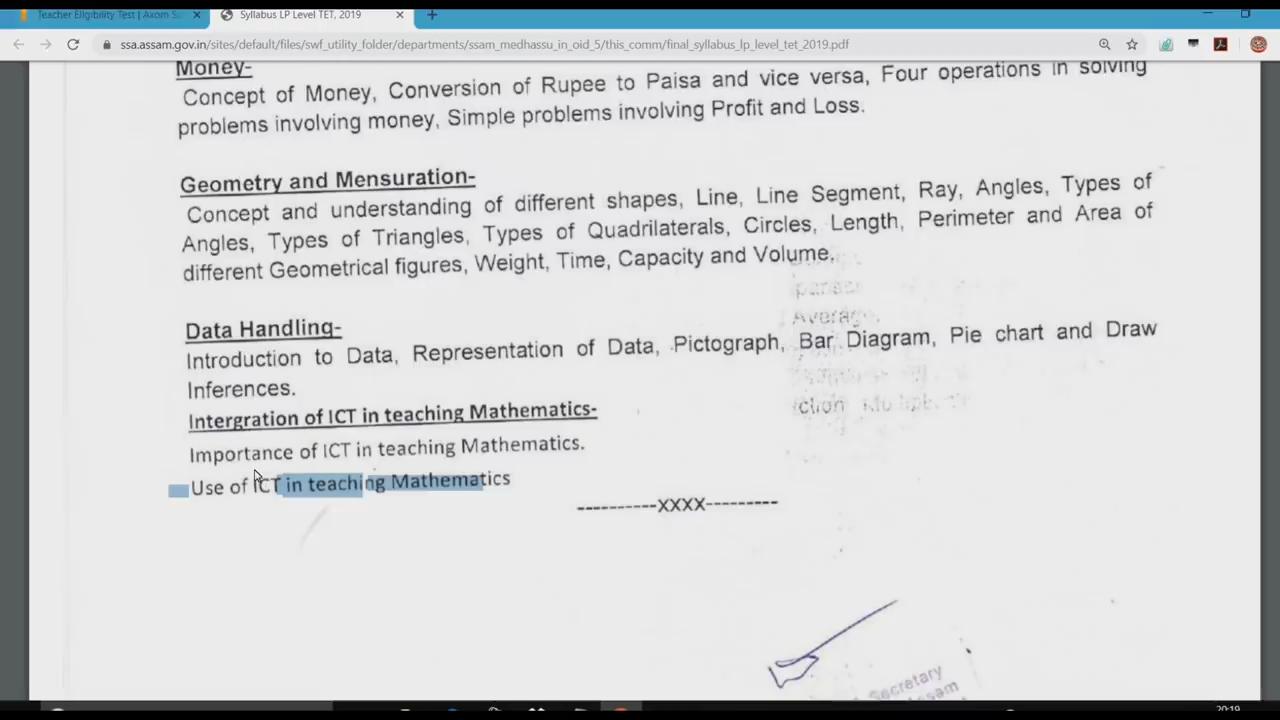 Teacher Eligibility Test | Axom
Syllabus LP Level TET, 2019
ssa.assam.gov.in/sites/default/files/swf_utility_folder/departments/ssam_medhassu_in_oid_5/this_comm/final_syllabus_lp_level_tet_2019.pdf
Money-
Concept of Money, Conversion of Rupee to Paisa and vice versa, Four operations in solving
problems involving money, Simple problems involving Profit and Loss.
Geometry and Mensuration-
Concept and understanding of different shapes, Line, Line Segment, Ray, Angles, Types of
Angles, Types of Triangles, Types of Quadrilaterals, Circles, Length, Perimeter and Area of
different Geometrical figures, Weight, Time, Capacity and Volume.
Average
Data Handling-
Introduction to Data, Representation of Data, Pictograph, Bar Diagram, Pie chart and Draw
Inferences.
Intergration of ICT in teaching Mathematics-
Importance of ICT in teaching Mathematics.
Use of ICT in teaching Mathematics
----------XXXX---------
Secretary
Assam
20:19